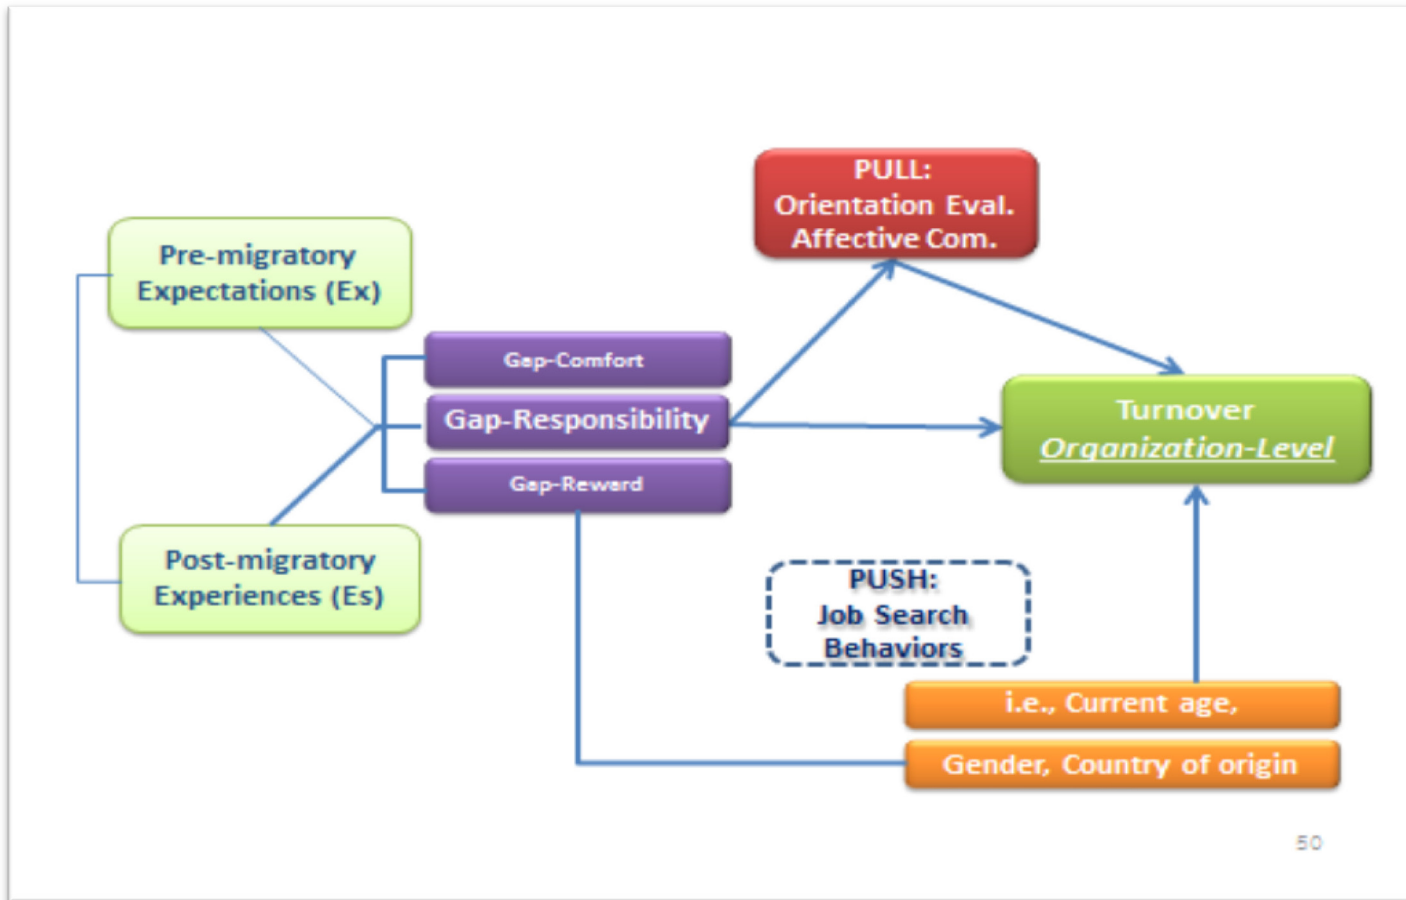 PULL:
Orientation Eval.
Affective Com.
Pre-migratory
Expectations (Ex)
Gap-Comfort
Gap-Responsibility
Gap-Reward
Turnover
Organization-Level
Post-migratory
Experiences (Es)
PUSH:
Job Search
Behaviors
i.e., Current age,
Gender, Country of origin
50